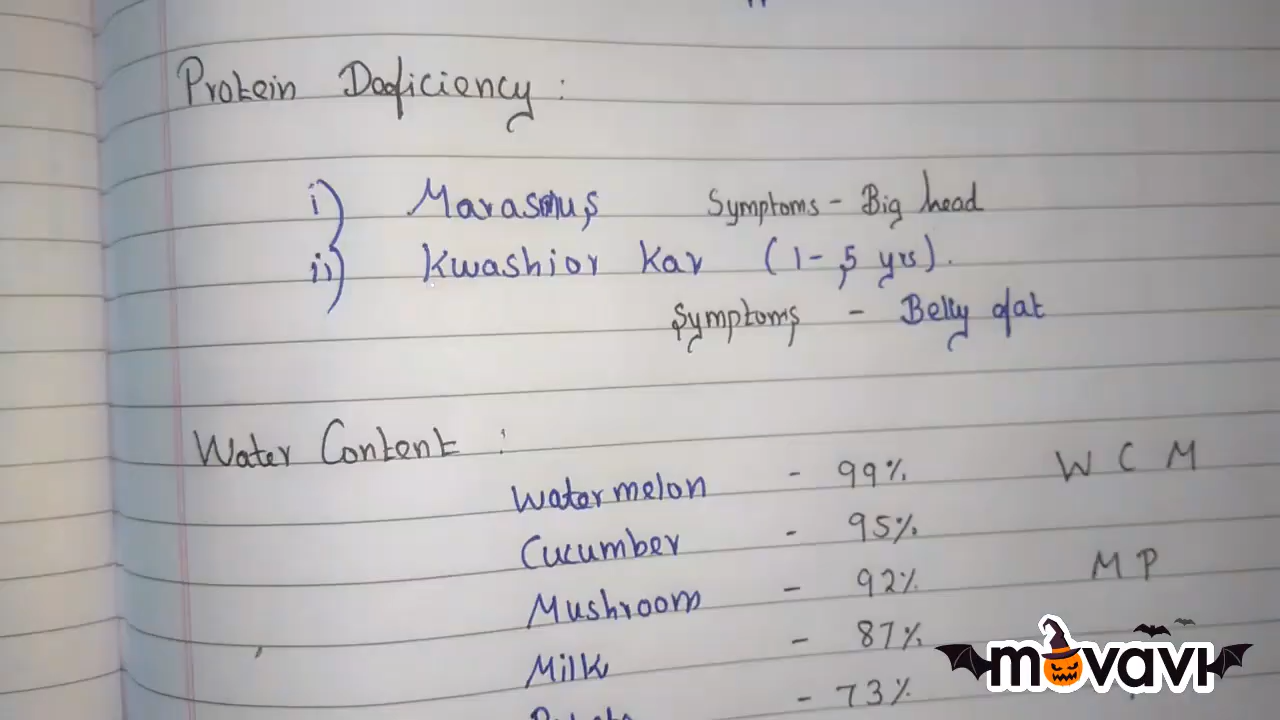 Protein Deeficiency :
i) Marasmus Symptoms - Big head
ii) Kwashior kar (1-5 yrs).
Symptoms - Belly fat
Water Content :
Watermelon - 99% W C M
Cucumber - 95%
Mushroom - 92% M P
Milk - 87%
- 73%
movavi